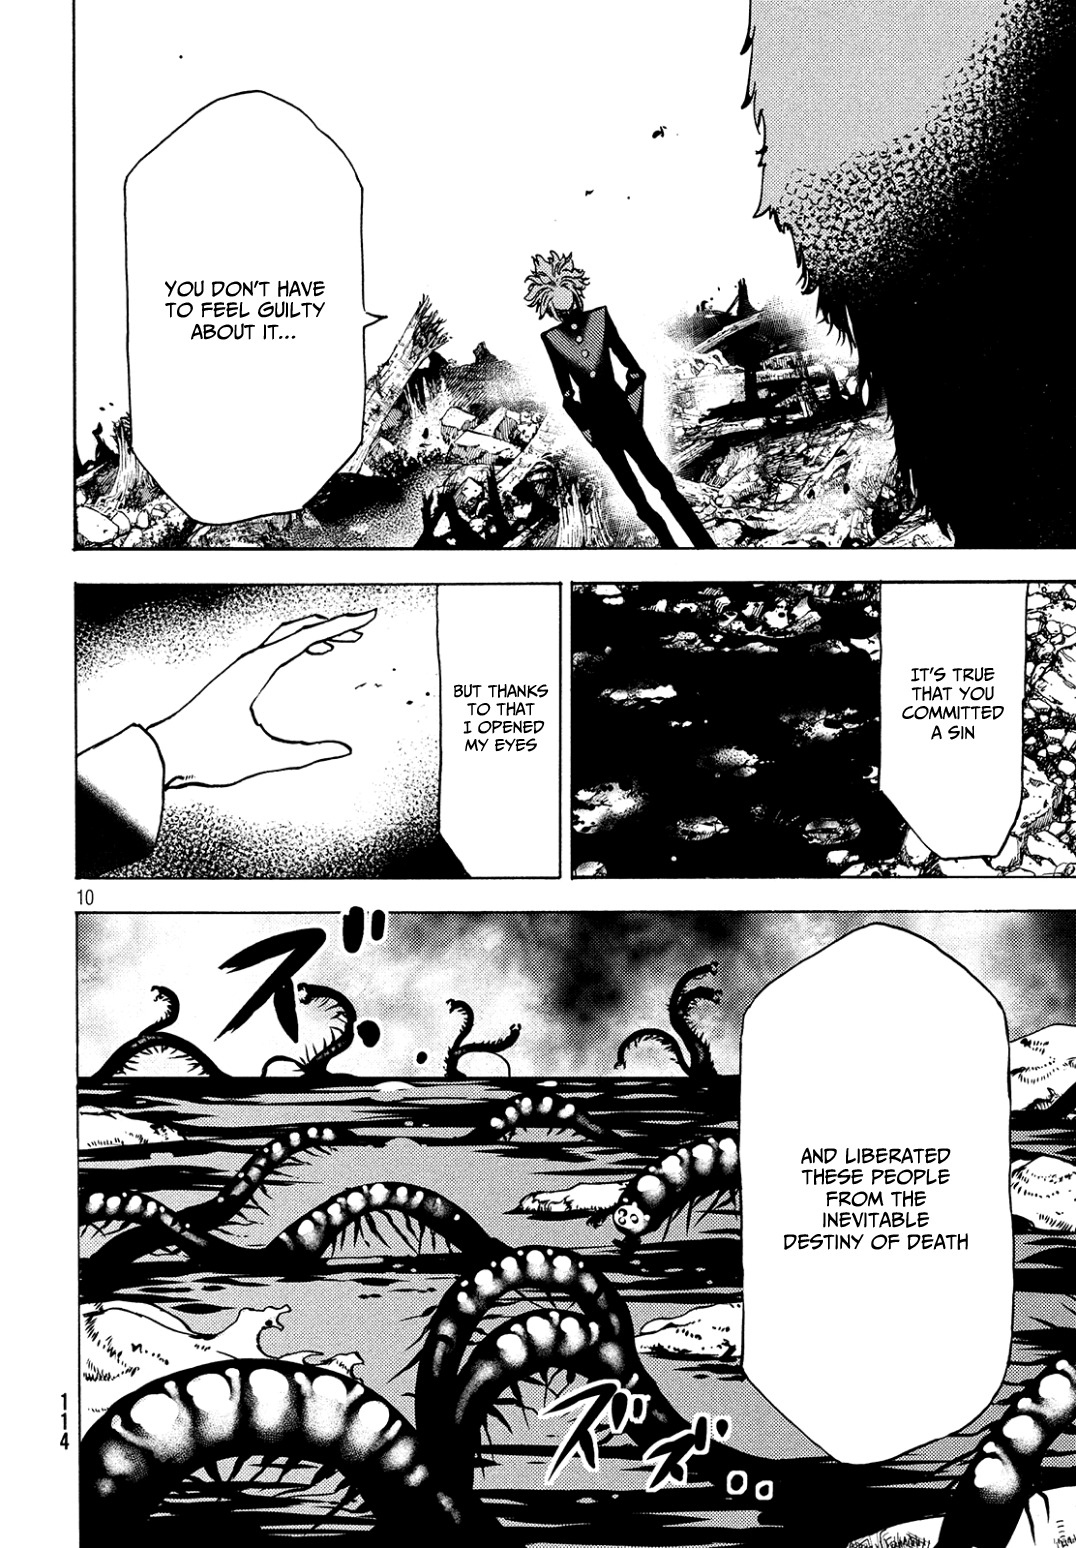 YOU DON'T HAVE
TO FEEL GUILTY
ABOUT IT...
IT'S TRUE
THAT YOU
COMMITTED
A SIN
BUT THANKS
TO THAT
I OPENED
MY EYES
10
ズズ...
AND LIBERATED
THESE PEOPLE
FROM THE
INEVITABLE
DESTINY OF DEATH
ズズ...
114